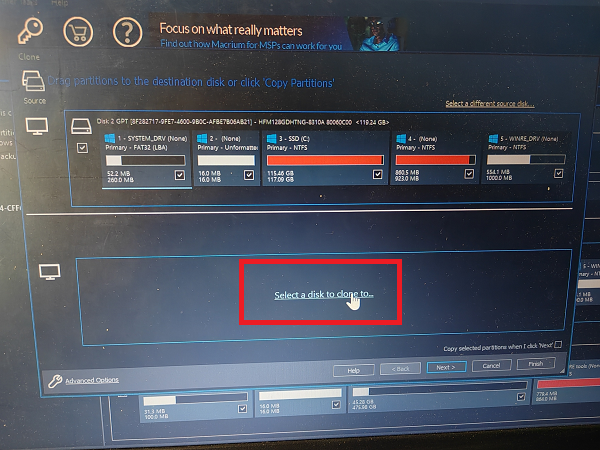 Help
Focus on what really matters
Find out how Macrium for MSPs can work for you
Clone
Drag partitions to the destination disk or click 'Copy Partitions'
Source
Select a different source disk...
Disk 2 GPT [8F282717-9FE7-4600-9B0C-AFBE7B06AB21] - HFM128GDHTNG-8310A 80060C00 <119.24 GB>
1 - SYSTEM_DRV (None)
Primary - FAT32 (LBA)
52.2 MB
260.0 MB
2 - (None)
Primary - Unformatte
16.0 MB
16.0 MB
3 - SSD (C:)
Primary - NTFS
115.46 GB
117.09 GB
4 - (None)
Primary - NTFS
860.5 MB
923.0 MB
5 - WINRE_DRV (None)
Primary - NTFS
554.1 MB
1000.0 MB
Select a disk to clone to...
Copy selected partitions when I click 'Next'
Advanced Options
Help
< Back
Next >
Cancel
Finish
31.3 MB
100.0 MB
16.0 MB
16.0 MB
45.28 GB
475.98 GB
779.4 MB